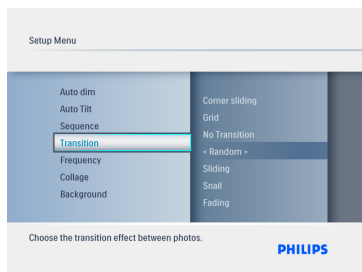 Setup Menu
Auto dim
Auto Tilt
Sequence
Transition
Frequency
Collage
Background
Corner sliding
Grid
No Transition
« Random »
Sliding
Snail
Fading
Choose the transition effect between photos.
PHILIPS